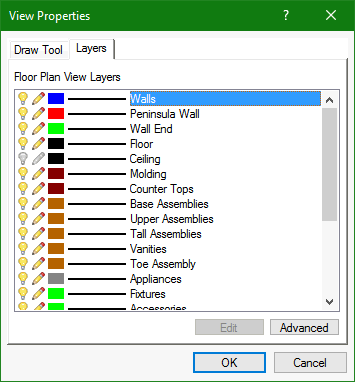 View Properties ?
Draw Tool Layers
Floor Plan View Layers
Walls
Peninsula Wall
Wall End
Floor
Ceiling
Molding
Counter Tops
Base Assemblies
Upper Assemblies
Tall Assemblies
Vanities
Toe Assembly
Appliances
Fixtures
Accessories
Edit Advanced
OK Cancel